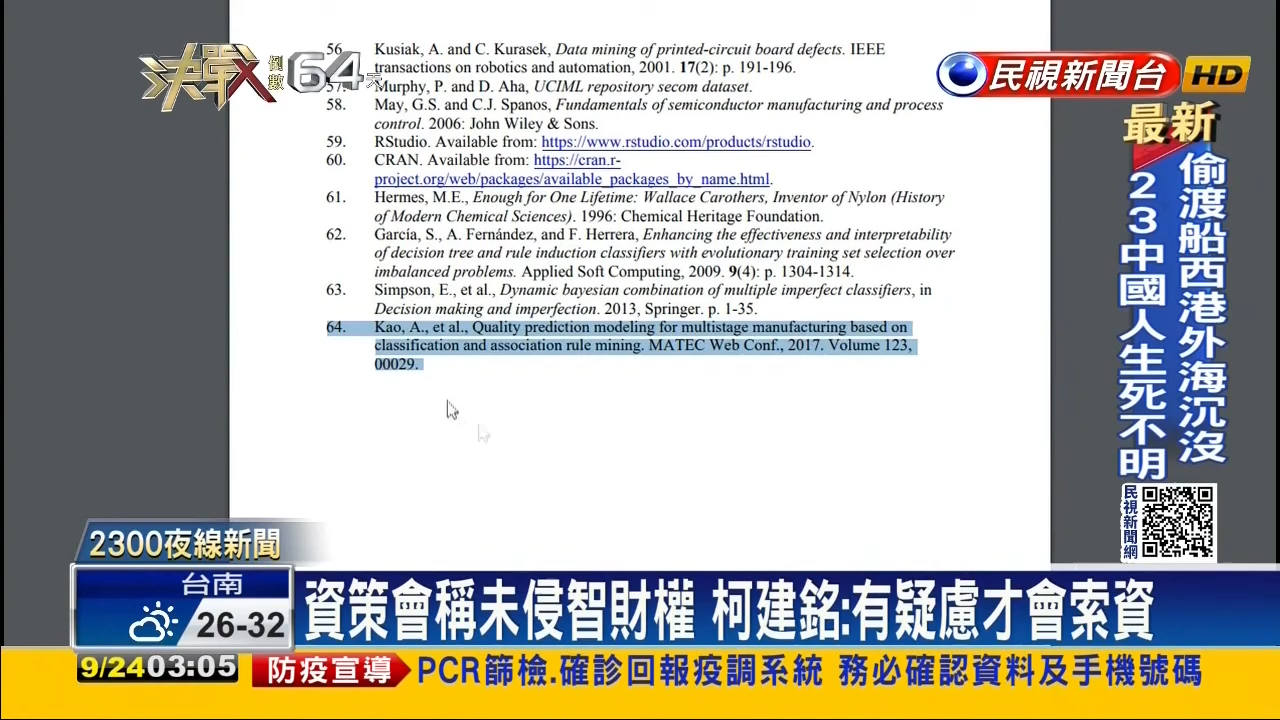 決戰
倒數64天
民視新聞台 HD
最新
偷渡船西港外海沉沒
23中國人生死不明
民視新聞網
56. Kusiak, A. and C. Kurasek, Data mining of printed-circuit board defects. IEEE
transactions on robotics and automation, 2001. 17(2): p. 191-196.
57. Murphy, P. and D. Aha, UCIML repository secom dataset.
58. May, G.S. and C.J. Spanos, Fundamentals of semiconductor manufacturing and process
control. 2006: John Wiley & Sons.
59. RStudio. Available from: https://www.rstudio.com/products/rstudio.
60. CRAN. Available from: https://cran.r-
project.org/web/packages/available_packages_by_name.html.
61. Hermes, M.E., Enough for One Lifetime: Wallace Carothers, Inventor of Nylon (History
of Modern Chemical Sciences). 1996: Chemical Heritage Foundation.
62. García, S., A. Fernández, and F. Herrera, Enhancing the effectiveness and interpretability
of decision tree and rule induction classifiers with evolutionary training set selection over
imbalanced problems. Applied Soft Computing, 2009. 9(4): p. 1304-1314.
63. Simpson, E., et al., Dynamic bayesian combination of multiple imperfect classifiers, in
Decision making and imperfection. 2013, Springer. p. 1-35.
64. Kao, A., et al., Quality prediction modeling for multistage manufacturing based on
classification and association rule mining. MATEC Web Conf., 2017. Volume 123,
00029.
2300夜線新聞
台南
26-32
資策會稱未侵智財權 柯建銘:有疑慮才會索資
9/24 03:05
防疫宣導
PCR篩檢.確診回報疫調系統 務必確認資料及手機號碼